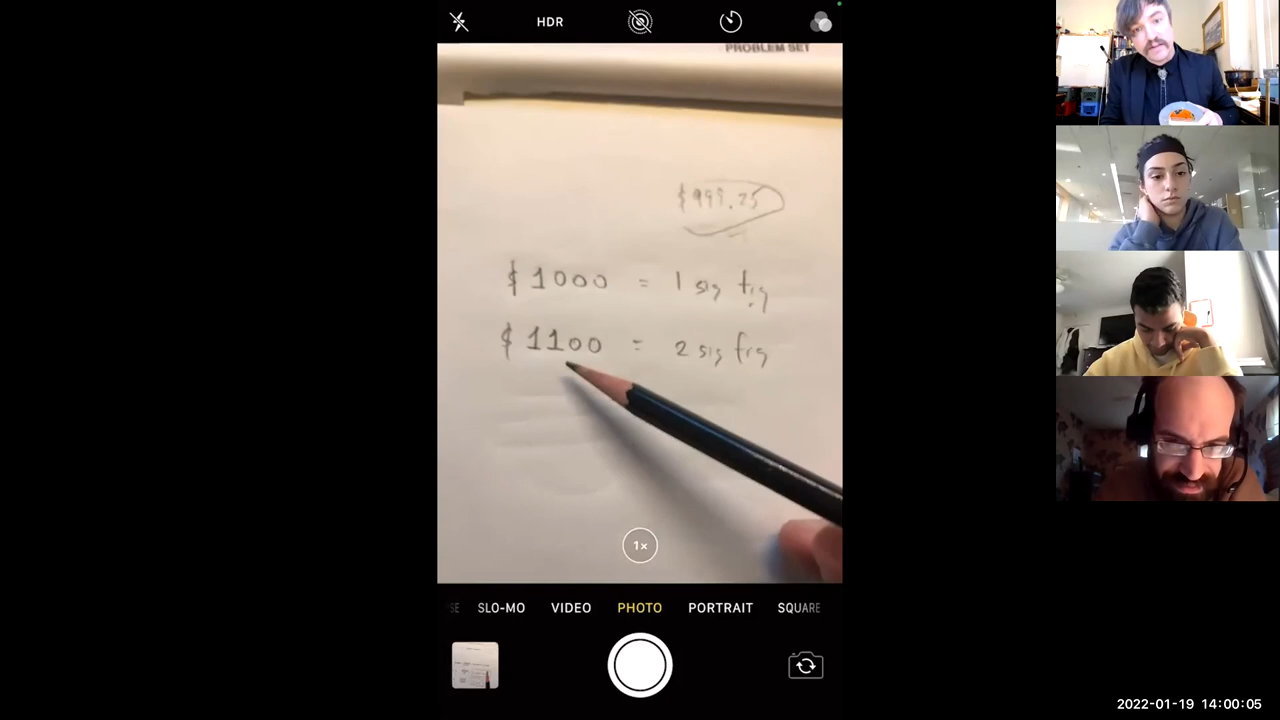 HDR
PROBLEM SET
$999.25
$1000 = 1 sig fig
$1100 = 2 sig fig
1×
SLO-MO VIDEO PHOTO PORTRAIT SQUARE
2022-01-19 14:00:05